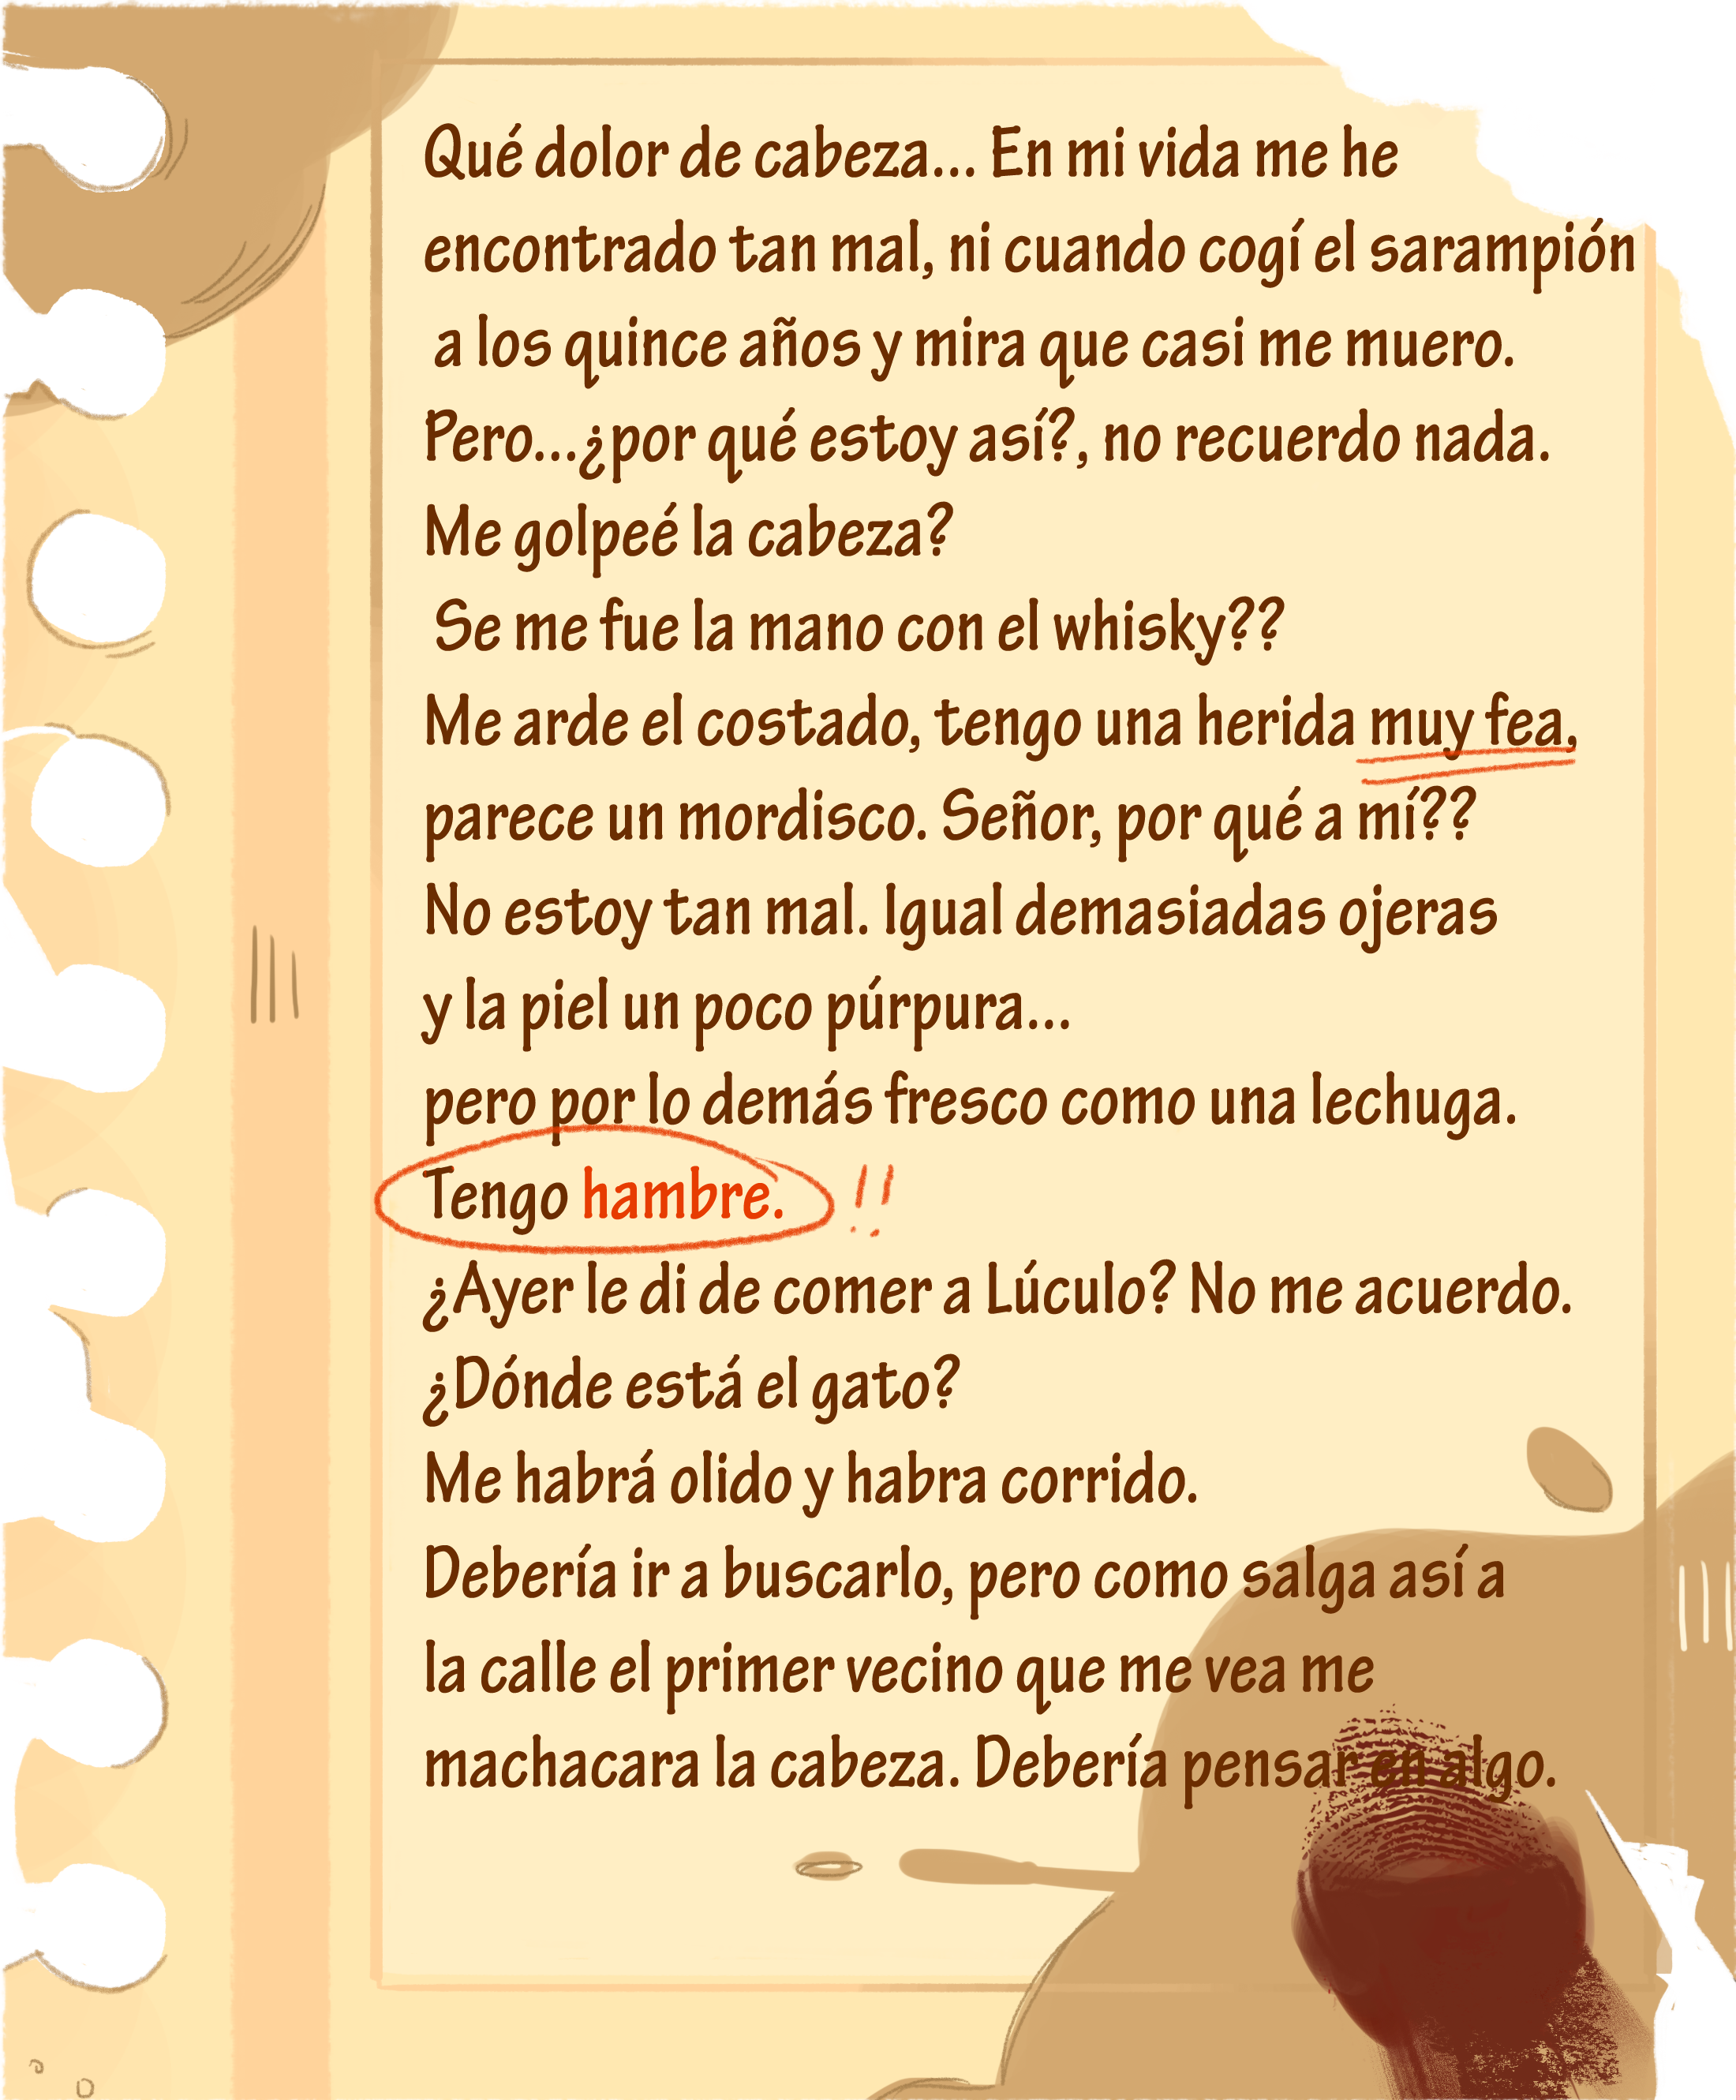 Qué dolor de cabeza... En mi vida me he
encontrado tan mal, ni cuando cogí el sarampión
a los quince años y mira que casi me muero.
Pero...¿por qué estoy así?, no recuerdo nada.
Me golpeé la cabeza?
Se me fue la mano con el whisky??
Me arde el costado, tengo una herida muy fea,
parece un mordisco. Señor, por qué a mí??
No estoy tan mal. Igual demasiadas ojeras
y la piel un poco púrpura...
pero por lo demás fresco como una lechuga.
Tengo hambre. !!
¿Ayer le di de comer a Lúculo? No me acuerdo.
¿Dónde está el gato?
Me habrá olido y habra corrido.
Debería ir a buscarlo, pero como salga así a
la calle el primer vecino que me vea me
machacara la cabeza. Debería pensar en algo.